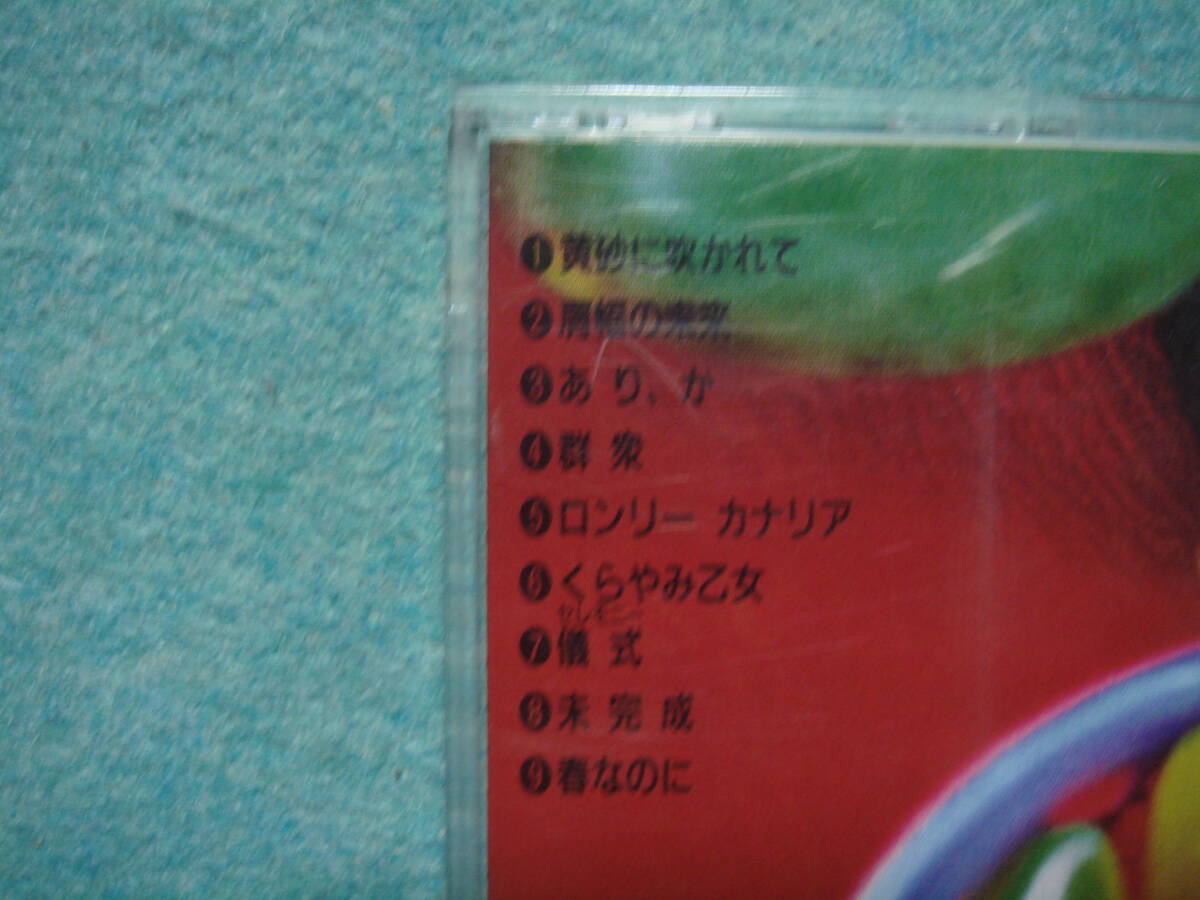 ❶黄砂に吹かれて
❷肩幅の未来
❸あ り、か
❹群 衆
❺ロンリー カナリア
❻くらやみ乙女
セレモニー
❼儀 式
❽未 完 成
❾春なのに